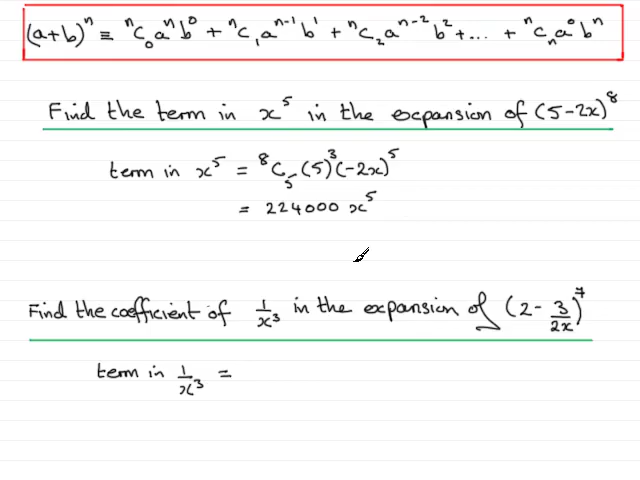 (a+b)ⁿ ≡ ⁿC₀aⁿb⁰ + ⁿC₁aⁿ⁻¹b¹ + ⁿC₂aⁿ⁻²b² + ... + ⁿCₙa⁰bⁿ
Find the term in x⁵ in the expansion of (5-2x)⁸
term in x⁵ = ⁸C₅(5)³(-2x)⁵
= 224000 x⁵
Find the coefficient of 1/x³ in the expansion of (2 - 3/2x)⁷
term in 1/x³ =